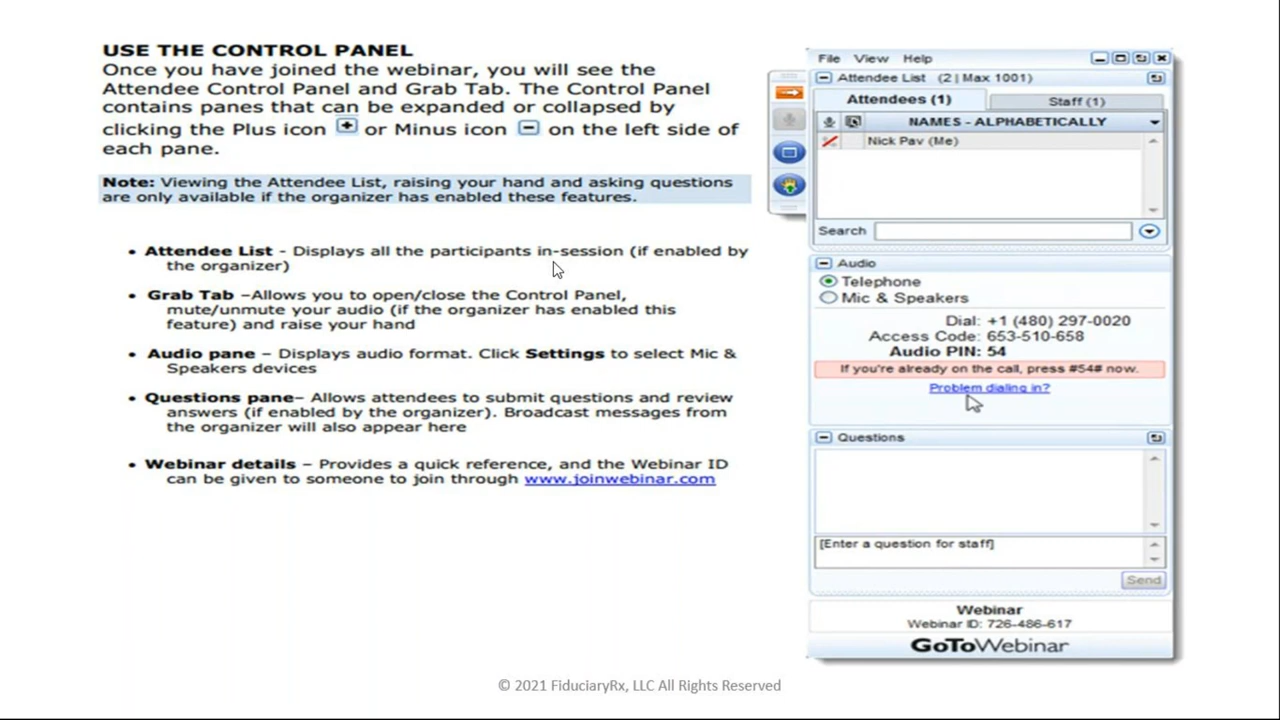 USE THE CONTROL PANEL
Once you have joined the webinar, you will see the
Attendee Control Panel and Grab Tab. The Control Panel
contains panes that can be expanded or collapsed by
clicking the Plus icon or Minus icon on the left side of
each pane.
Note: Viewing the Attendee List, raising your hand and asking questions
are only available if the organizer has enabled these features.
• Attendee List - Displays all the participants in-session (if enabled by
the organizer)
• Grab Tab –Allows you to open/close the Control Panel,
mute/unmute your audio (if the organizer has enabled this
feature) and raise your hand
• Audio pane – Displays audio format. Click Settings to select Mic &
Speakers devices
• Questions pane– Allows attendees to submit questions and review
answers (if enabled by the organizer). Broadcast messages from
the organizer will also appear here
• Webinar details – Provides a quick reference, and the Webinar ID
can be given to someone to join through www.joinwebinar.com
File View Help
Attendee List (2 | Max 1001)
Attendees (1) Staff (1)
NAMES - ALPHABETICALLY
Nick Pav (Me)
Search
Audio
Telephone
Mic & Speakers
Dial: +1 (480) 297-0020
Access Code: 653-510-658
Audio PIN: 54
If you're already on the call, press #54# now.
Problem dialing in?
Questions
[Enter a question for staff]
Send
Webinar
Webinar ID: 726-486-617
GoToWebinar
© 2021 FiduciaryRx, LLC All Rights Reserved